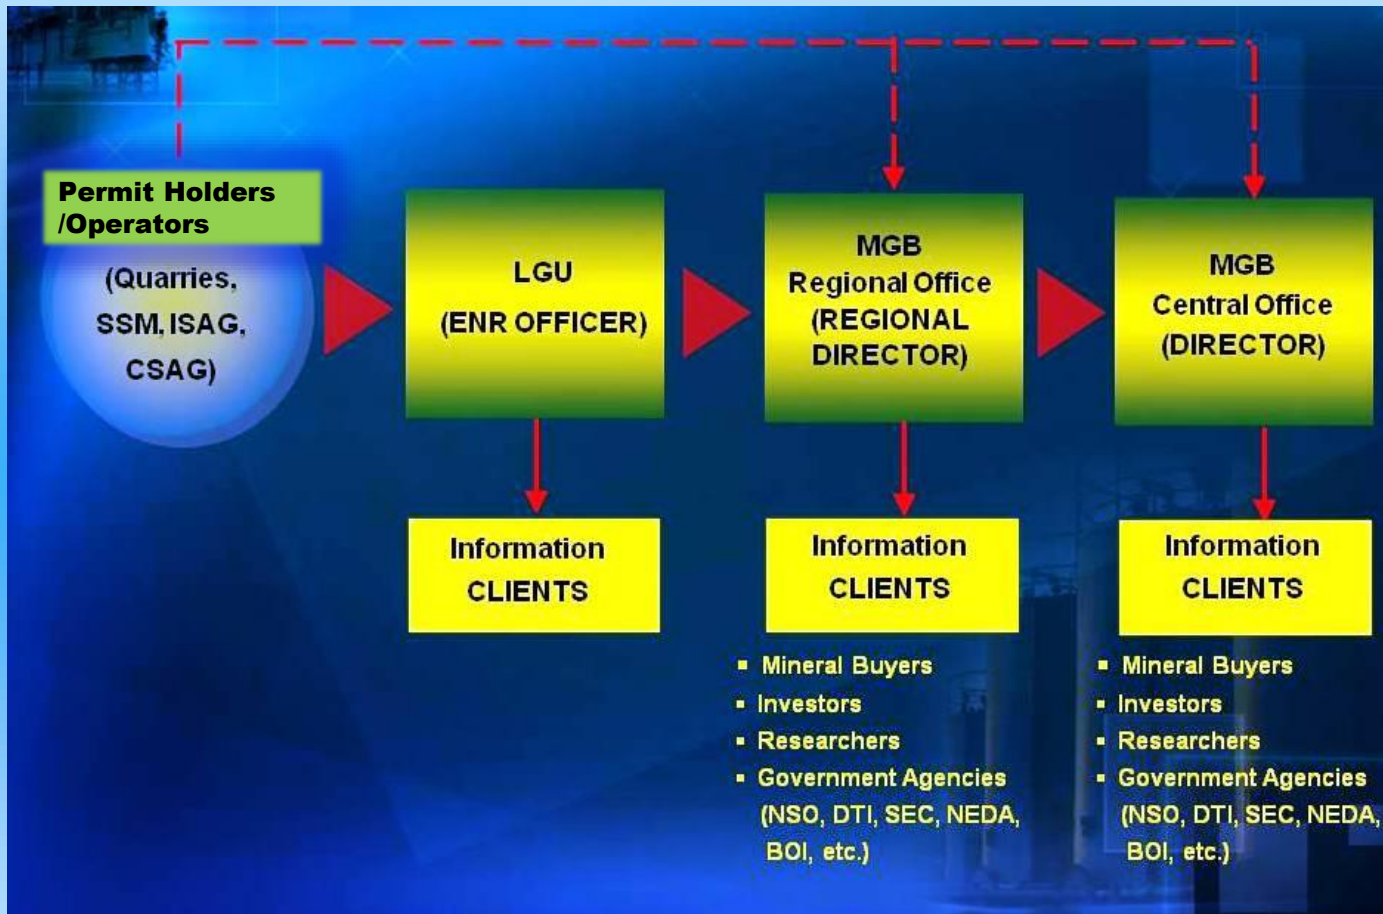 Permit Holders
/Operators
(Quarries,
SSM, ISAG,
CSAG)
LGU
(ENR OFFICER)
MGB
Regional Office
(REGIONAL
DIRECTOR)
MGB
Central Office
(DIRECTOR)
Information
CLIENTS
Information
CLIENTS
▪ Mineral Buyers
▪ Investors
▪ Researchers
▪ Government Agencies
(NSO, DTI, SEC, NEDA,
BOI, etc.)
Information
CLIENTS
▪ Mineral Buyers
▪ Investors
▪ Researchers
▪ Government Agencies
(NSO, DTI, SEC, NEDA,
BOI, etc.)